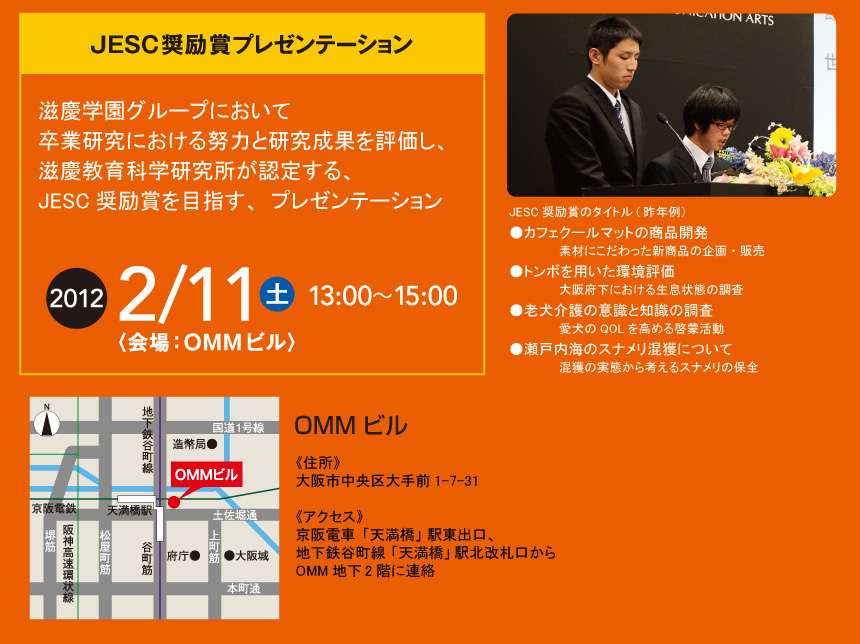 JESC奨励賞プレゼンテーション
滋慶学園グループにおいて
卒業研究における努力と研究成果を評価し、
滋慶教育科学研究所が認定する、
JESC 奨励賞を目指す、プレゼンテーション
2012 2/11 土 13:00〜15:00
〈会場：OMMビル〉
ICATION ARTS
世
JESC 奨励賞のタイトル（昨年例）
●カフェクールマットの商品開発
素材にこだわった新商品の企画・販売
●トンボを用いた環境評価
大阪府下における生息状態の調査
●老犬介護の意識と知識の調査
愛犬の QOL を高める啓蒙活動
●瀬戸内海のスナメリ混獲について
混獲の実態から考えるスナメリの保全
N
地下鉄谷町線
国道1号線
造幣局●
OMMビル
京阪電鉄
天満橋駅
土佐堀通
堺筋
阪神高速環状線
松屋町筋
谷町筋
府庁●
上町筋
●大阪城
本町通
OMM ビル
《住所》
大阪市中央区大手前 1-7-31
《アクセス》
京阪電車「天満橋」駅東出口、
地下鉄谷町線「天満橋」駅北改札口から
OMM 地下 2 階に連絡